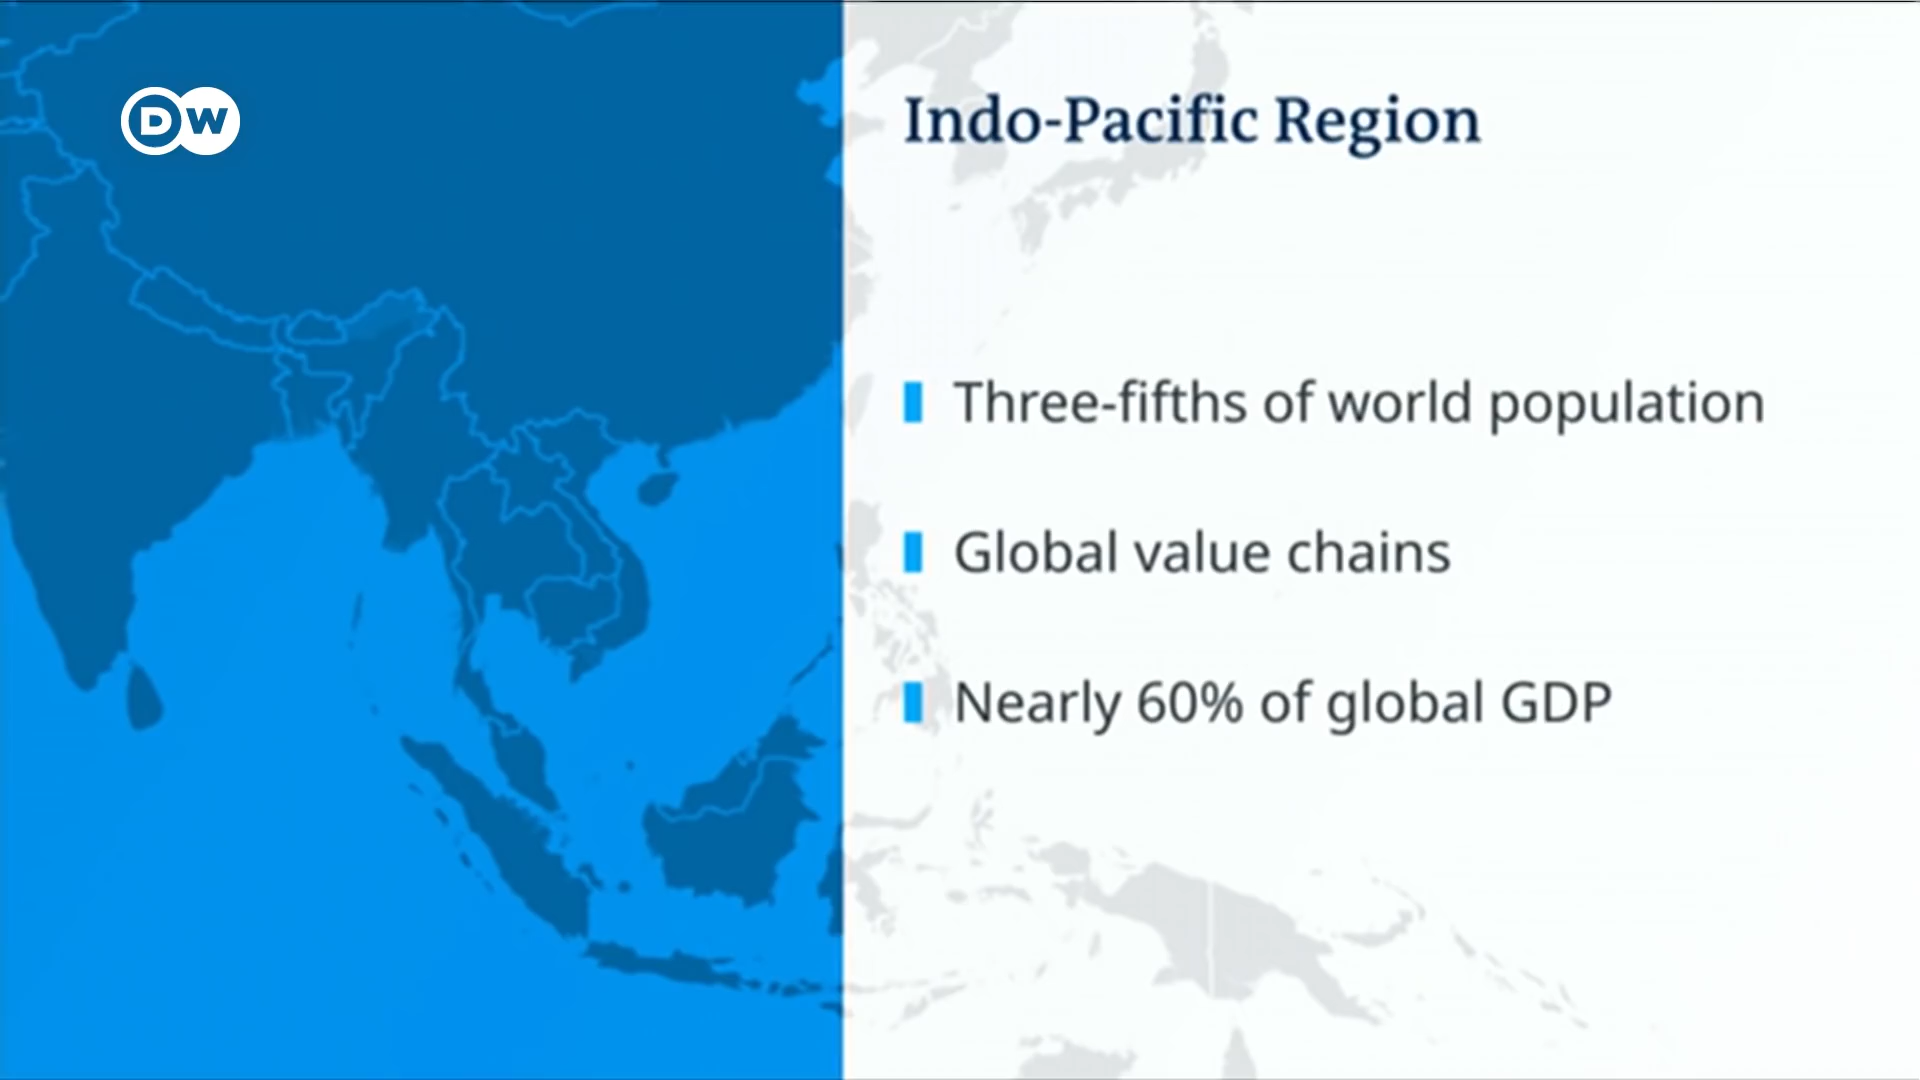 DW
Indo-Pacific Region
Three-fifths of world population
Global value chains
Nearly 60% of global GDP